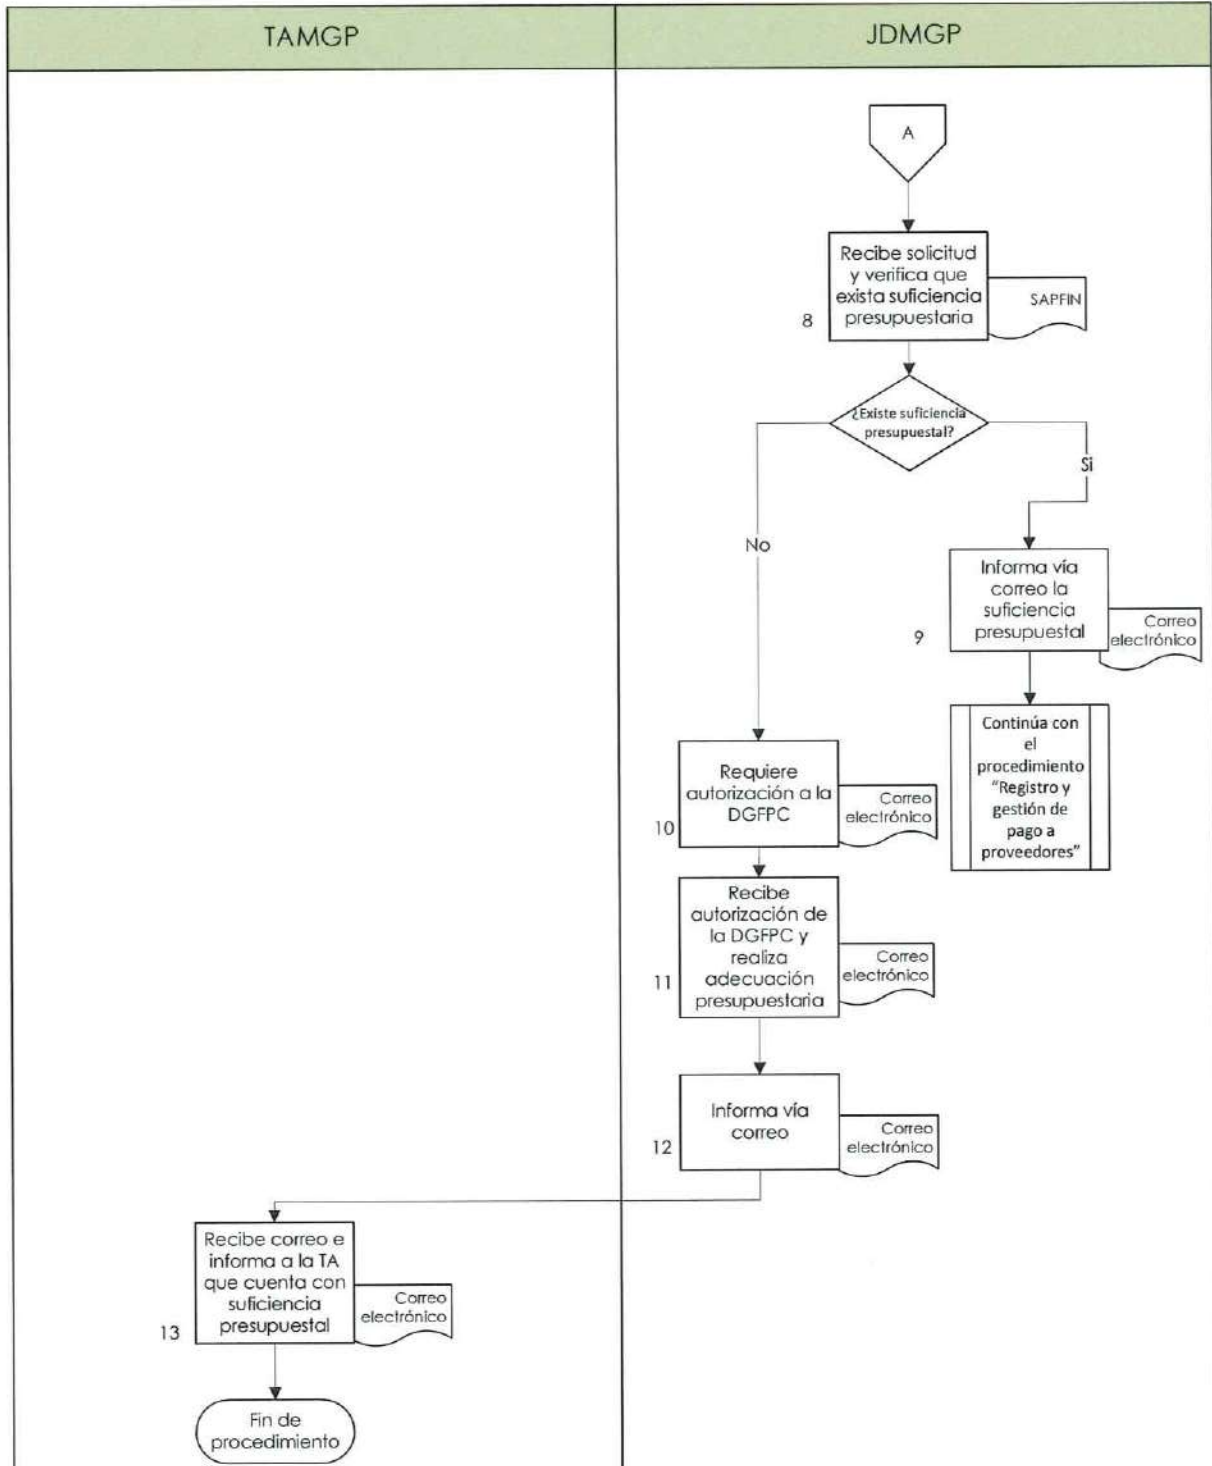 TAMGP
JDMGP
A
Recibe solicitud
y verifica que
exista suficiencia
presupuestaria
SAPFIN
8
¿Existe suficiencia
presupuestal?
Si
No
Informa vía
correo la
suficiencia
presupuestal
Correo
electrónico
9
Continúa con
el
procedimiento
“Registro y
gestión de
pago a
proveedores”
Requiere
autorización a la
DGFPC
Correo
electrónico
10
Recibe
autorización de
la DGFPC y
realiza
adecuación
presupuestaria
Correo
electrónico
11
Informa vía
correo
Correo
electrónico
12
Recibe correo e
informa a la TA
que cuenta con
suficiencia
presupuestal
Correo
electrónico
13
Fin de
procedimiento